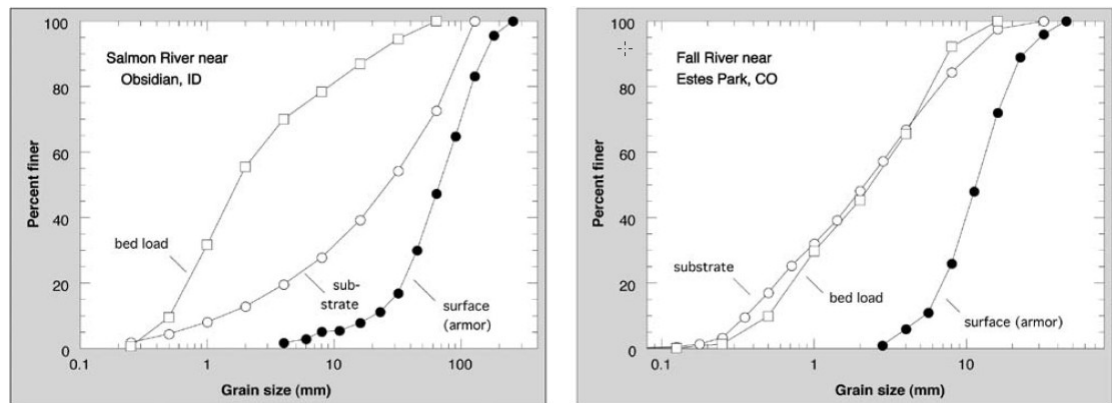 100
80
60
40
20
0
Percent finer
Salmon River near
Obsidian, ID
bed load
sub-
strate
surface
(armor)
0.1 1 10 100
Grain size (mm)
100
80
60
40
20
0
Percent finer
Fall River near
Estes Park, CO
substrate
bed load
surface (armor)
0.1 1 10
Grain size (mm)